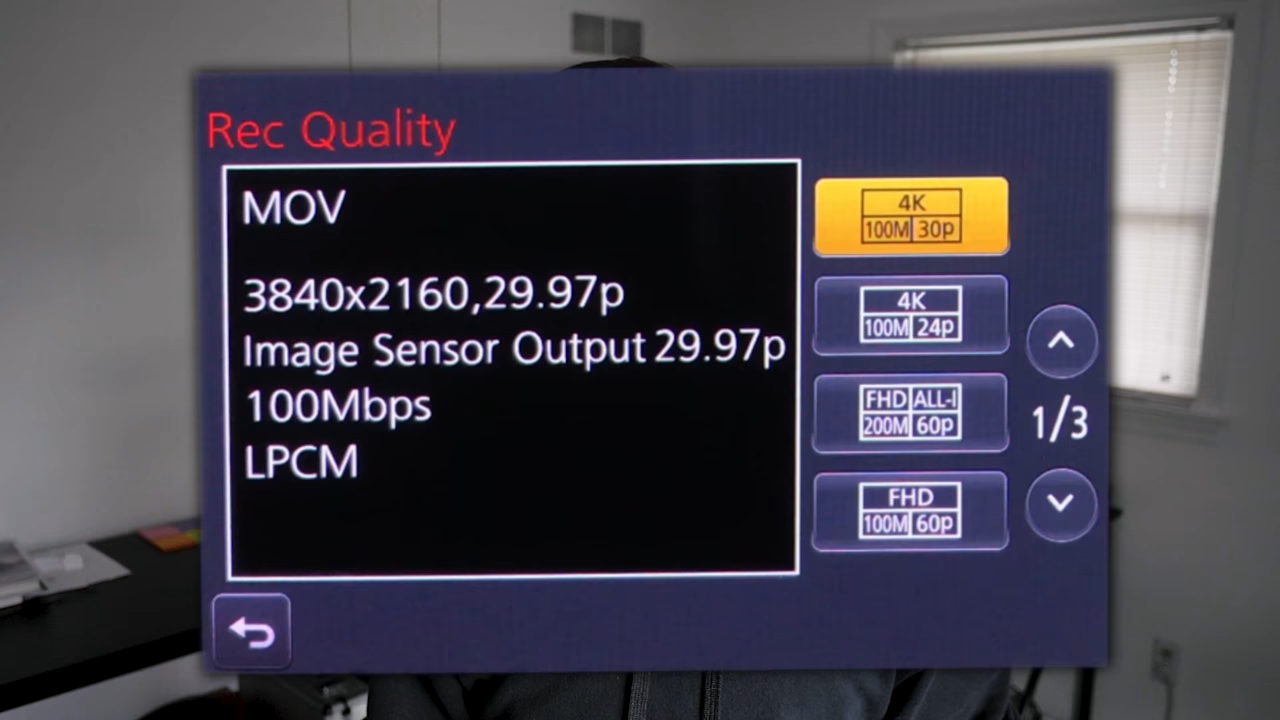 Rec Quality
MOV
3840x2160,29.97p
Image Sensor Output 29.97p
100Mbps
LPCM
4K
100M 30p
4K
100M 24p
FHD ALL-I
200M 60p
FHD
100M 60p
1/3